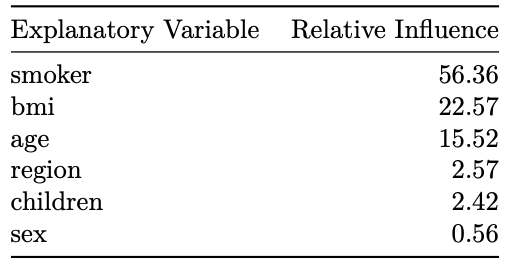 Explanatory Variable Relative Influence
smoker 56.36
bmi 22.57
age 15.52
region 2.57
children 2.42
sex 0.56